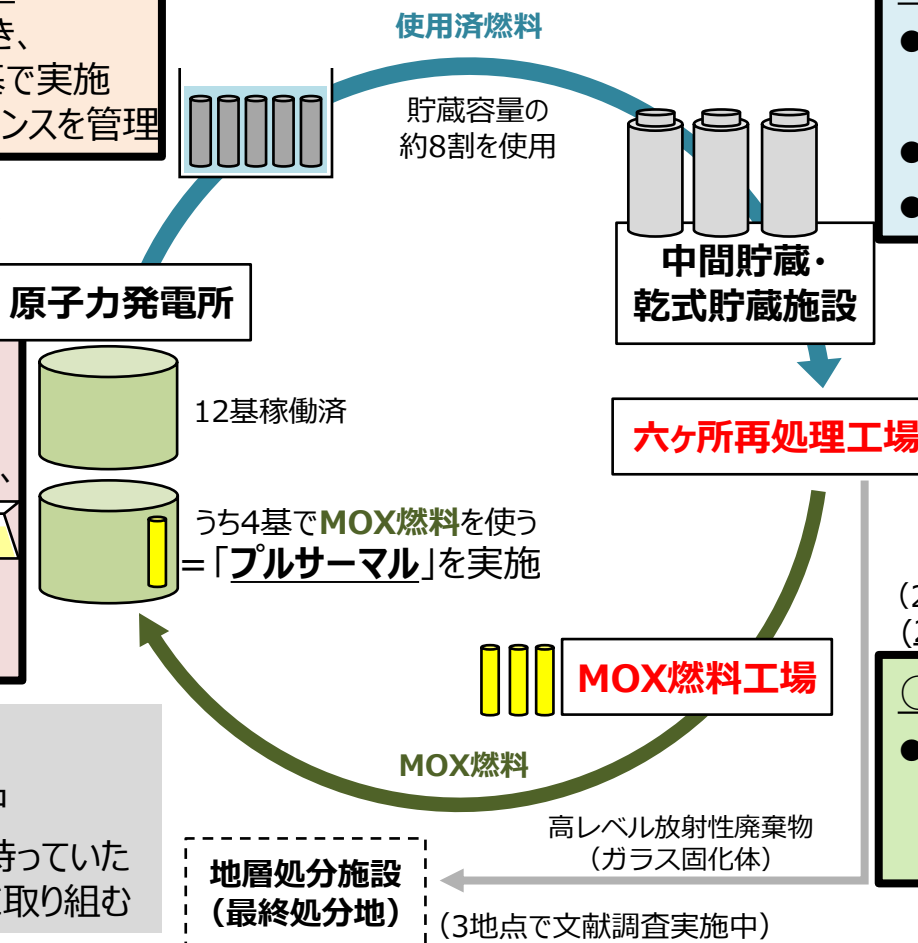 き、
基で実施
ンスを管理
使用済燃料
貯蔵容量の
約8割を使用
●
●
●
中間貯蔵・
乾式貯蔵施設
原子力発電所
12基稼働済
六ヶ所再処理工場
、
うち4基でMOX燃料を使う
=「プルサーマル」を実施
（2
（2
MOX燃料工場
○
●
MOX燃料
高レベル放射性廃棄物
（ガラス固化体）
持っていた
取り組む
地層処分施設
（最終処分地）
（3地点で文献調査実施中）